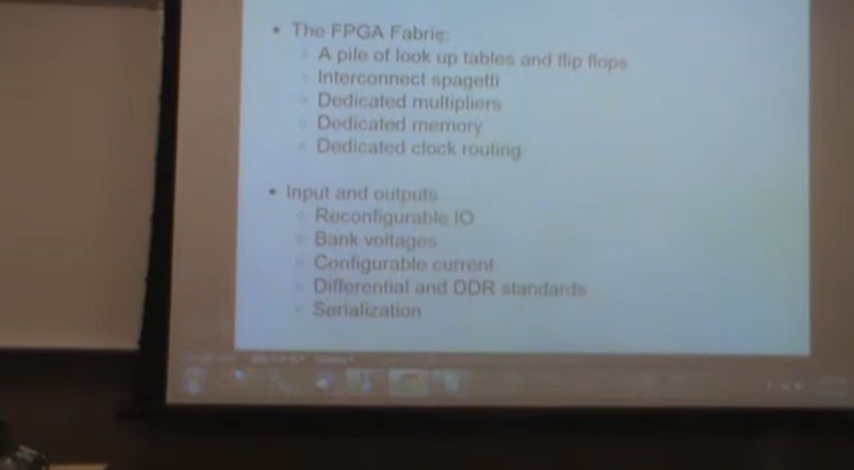 • The FPGA Fabric:
○ A pile of look up tables and flip flops
○ Interconnect spagetti
○ Dedicated multipliers
○ Dedicated memory
○ Dedicated clock routing
• Input and outputs
○ Reconfigurable IO
○ Bank voltages
○ Configurable current
○ Differential and DDR standards
○ Serialization